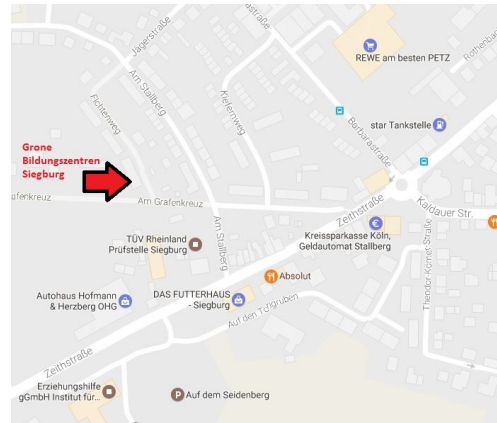 Jägerstraße
Am Stallberg
Fichtenweg
Kiefernweg
REWE am besten PETZ
Rothenba
star Tankstelle
Barbarastraße
Grone
Bildungszentren
Siegburg
afenkreuz
Am Grafenkreuz
Zeithstraße
Kaldauer Str.
Am Stallberg
TÜV Rheinland
Prüfstelle Siegburg
Kreissparkasse Köln,
Geldautomat Stallberg
Theodor-Körner-Straße
Absolut
Autohaus Hofmann
& Herzberg OHG
DAS FUTTERHAUS
- Siegburg
Auf den Tongruben
Zeithstraße
Erziehungshilfe
gGmbH Institut für...
P Auf dem Seidenberg